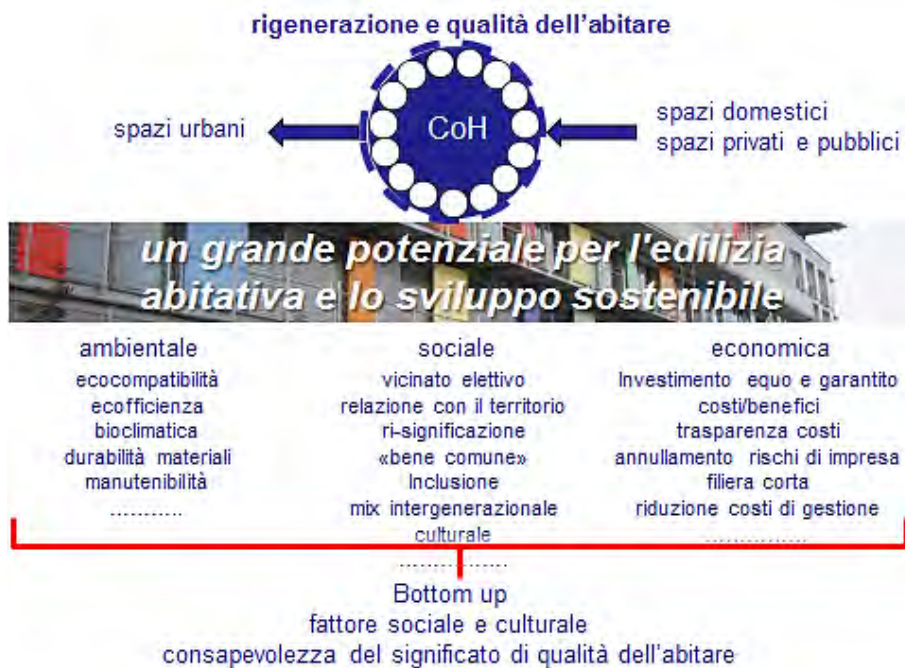 rigenerazione e qualità dell'abitare
spazi urbani
CoH
spazi domestici
spazi privati e pubblici
un grande potenziale per l'edilizia
abitativa e lo sviluppo sostenibile
ambientale
ecocompatibilità
ecofficienza
bioclimatica
durabilità materiali
manutenibilità
............
sociale
vicinato elettivo
relazione con il territorio
ri-significazione
«bene comune»
Inclusione
mix intergenerazionale
culturale
................
economica
Investimento equo e garantito
costi/benefici
trasparenza costi
annullamento rischi di impresa
filiera corta
riduzione costi di gestione
...............
Bottom up
fattore sociale e culturale
consapevolezza del significato di qualità dell'abitare